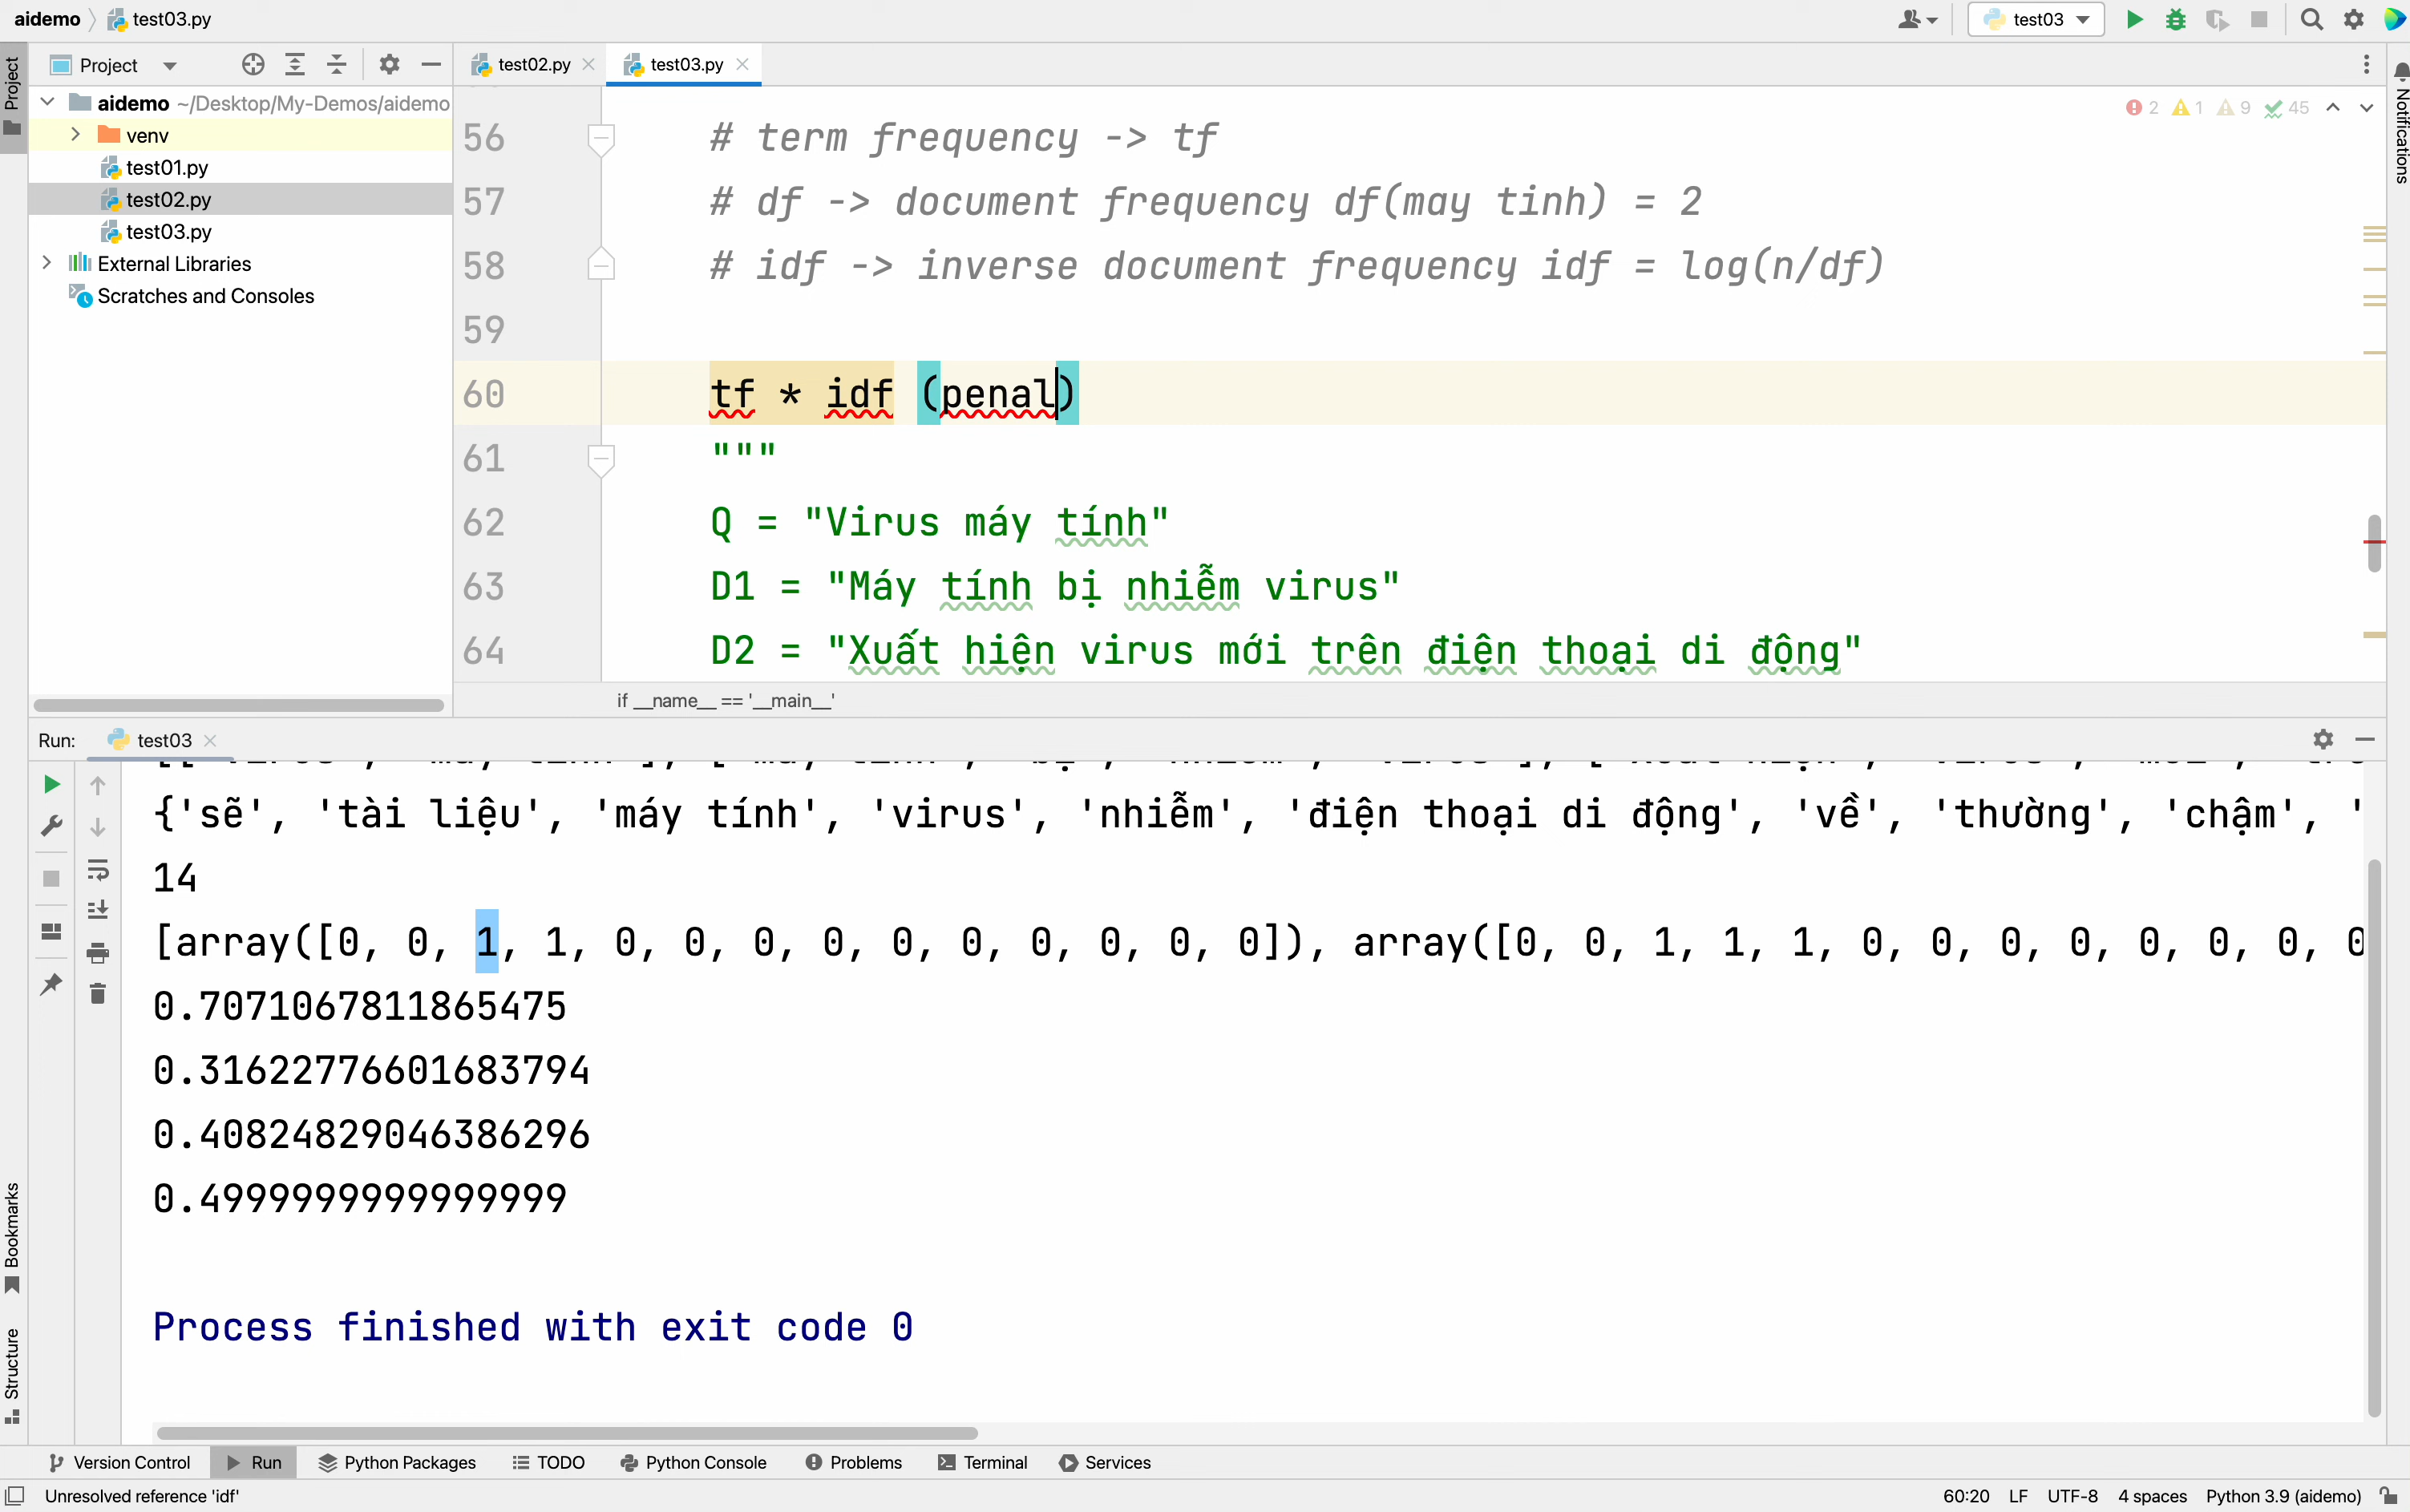 aidemo test03.py
test03
Project
test02.py
test03.py
Project
Notifications
aidemo ~/Desktop/My-Demos/aidemo
venv
test01.py
test02.py
test03.py
External Libraries
Scratches and Consoles
2 1 9 45
56 # term frequency -> tf
57 # df -> document frequency df(may tinh) = 2
58 # idf -> inverse document frequency idf = log(n/df)
59
60 tf * idf (penal)
61 """
62 Q = "Virus máy tính"
63 D1 = "Máy tính bị nhiễm virus"
64 D2 = "Xuất hiện virus mới trên điện thoại di động"
if __name__ == '__main__'
Run: test03
{'sẽ', 'tài liệu', 'máy tính', 'virus', 'nhiễm', 'điện thoại di động', 'về', 'thường', 'chậm', '
14
[array([0, 0, 1, 1, 0, 0, 0, 0, 0, 0, 0, 0, 0, 0]), array([0, 0, 1, 1, 1, 0, 0, 0, 0, 0, 0, 0, 0
0.7071067811865475
0.31622776601683794
0.40824829046386296
0.4999999999999999
Process finished with exit code 0
Bookmarks
Structure
Version Control Run Python Packages TODO Python Console Problems Terminal Services
Unresolved reference 'idf'
60:20 LF UTF-8 4 spaces Python 3.9 (aidemo)